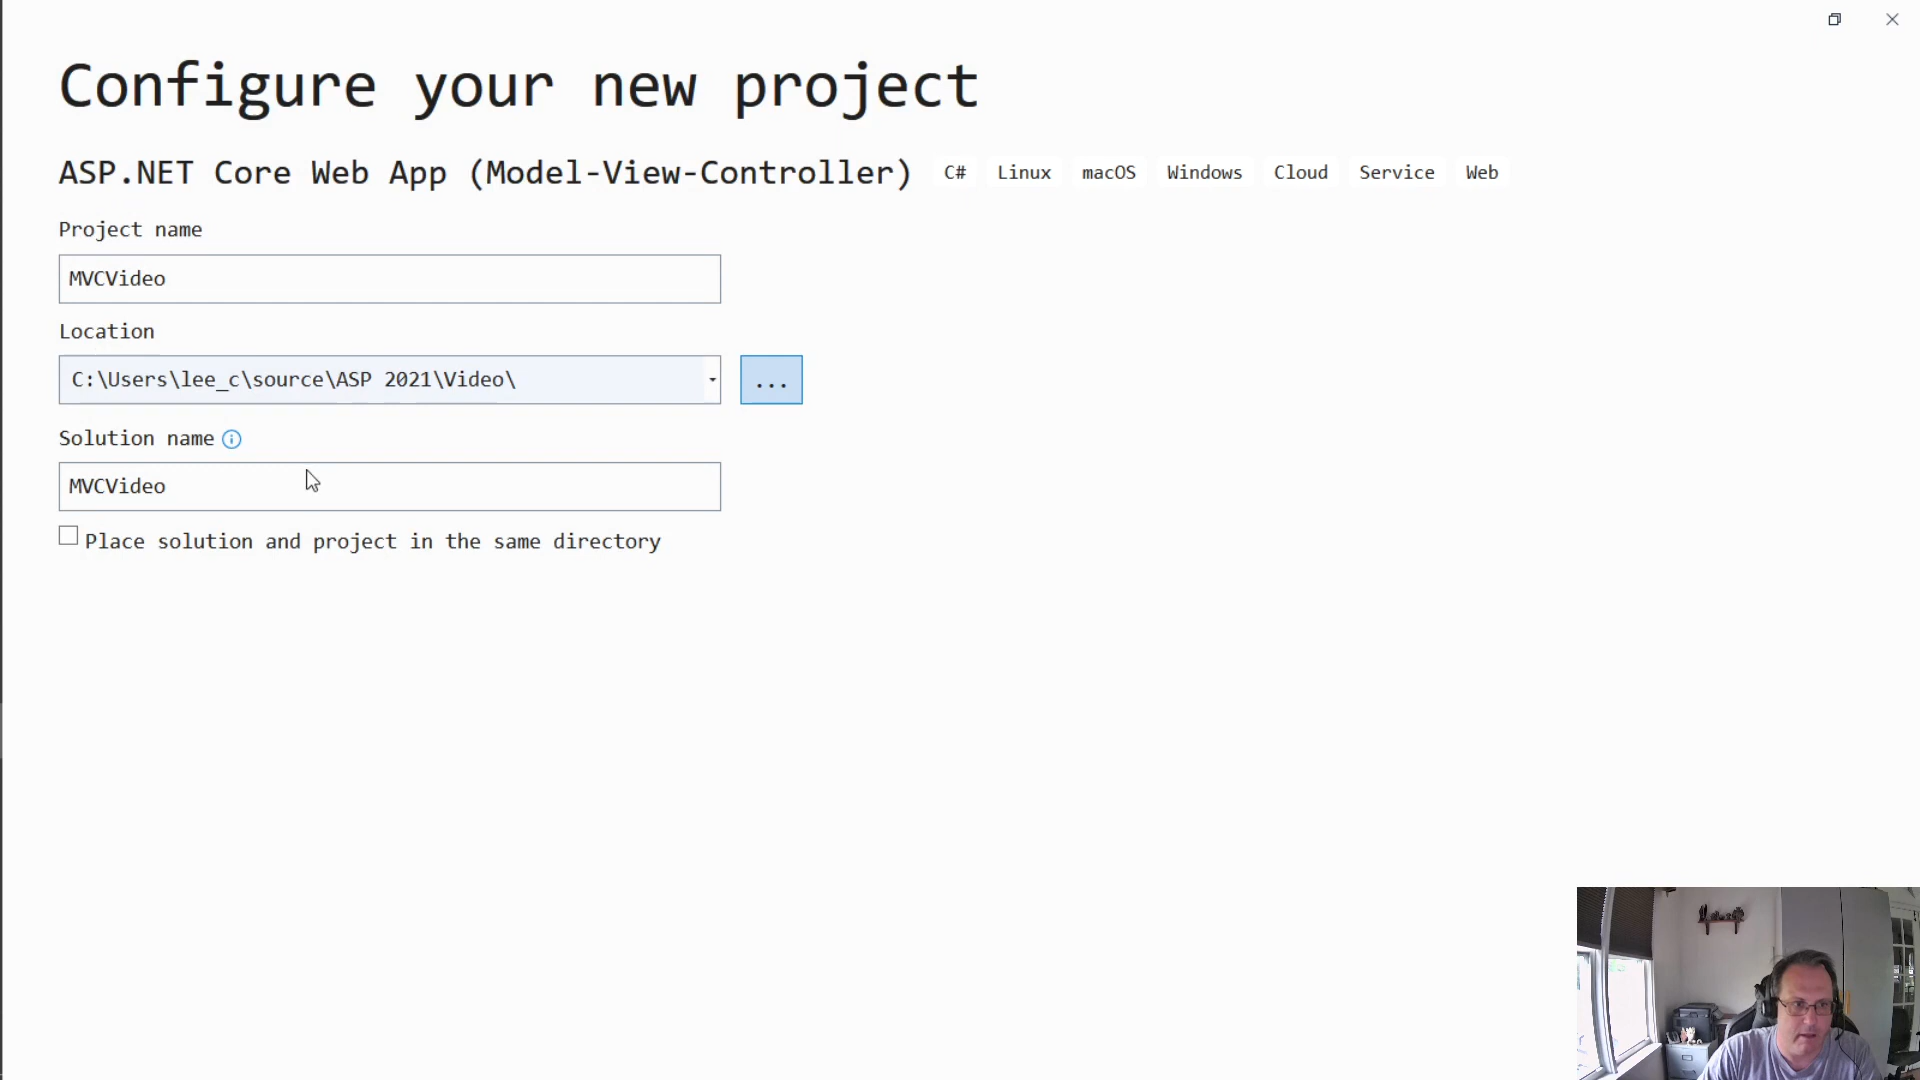 Configure your new project
ASP.NET Core Web App (Model-View-Controller) C# Linux macOS Windows Cloud Service Web
Project name
MVCVideo
Location
C:\Users\lee_c\source\ASP 2021\Video\
...
Solution name
MVCVideo
Place solution and project in the same directory